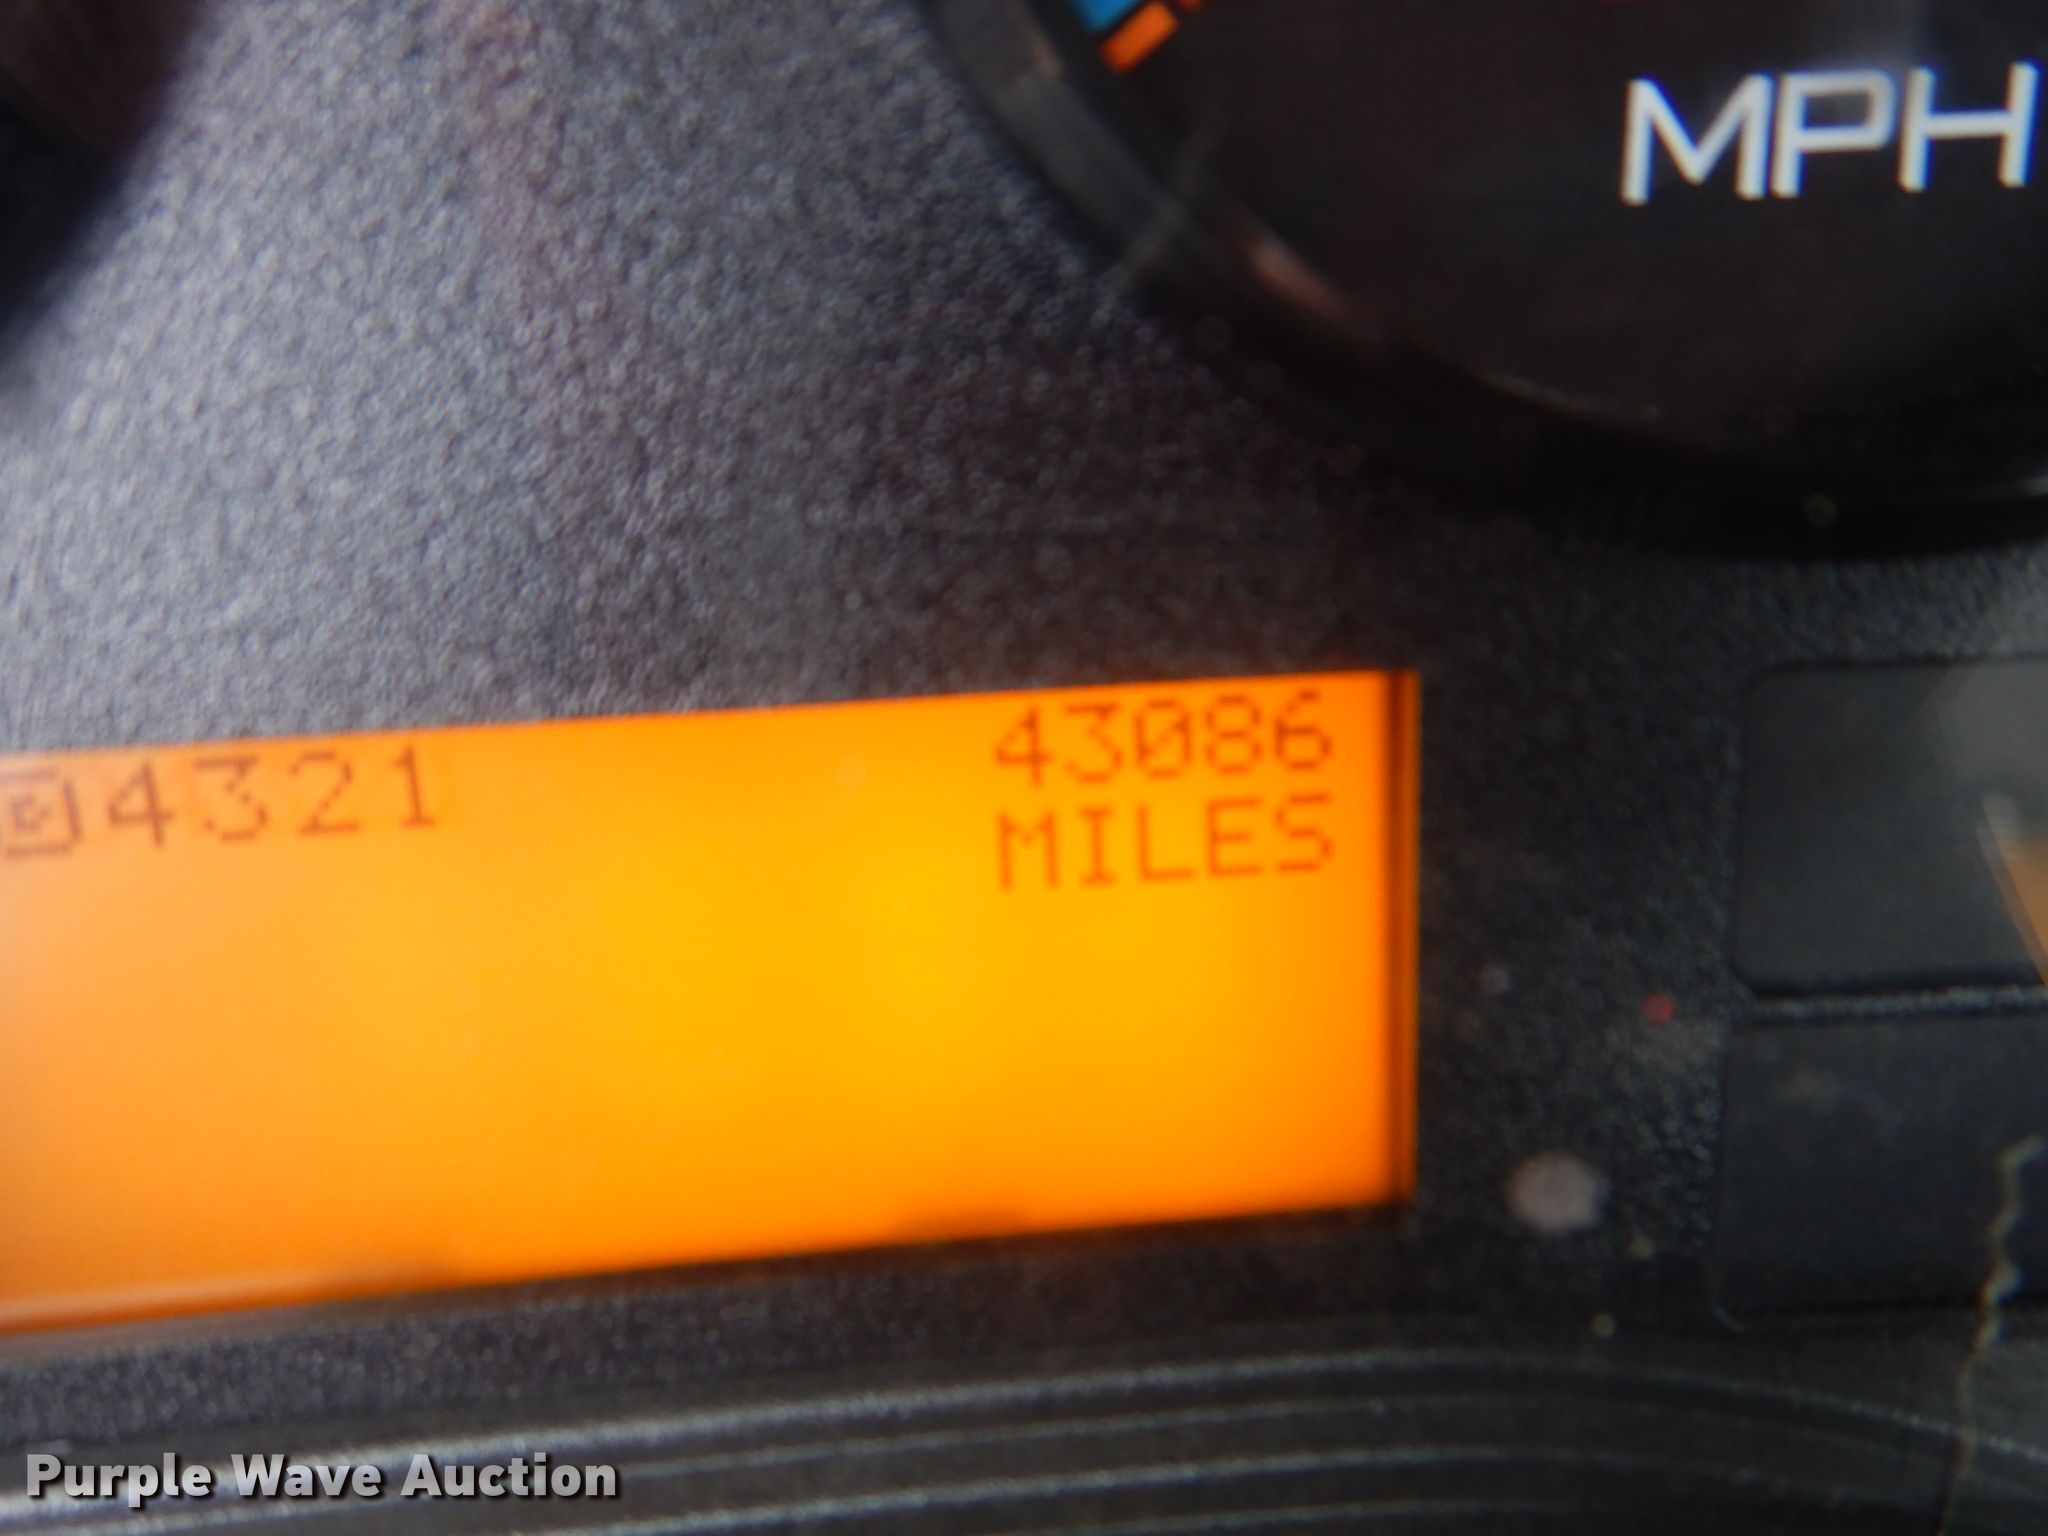 MPH
4321
43086
MILES
Purple Wave Auction